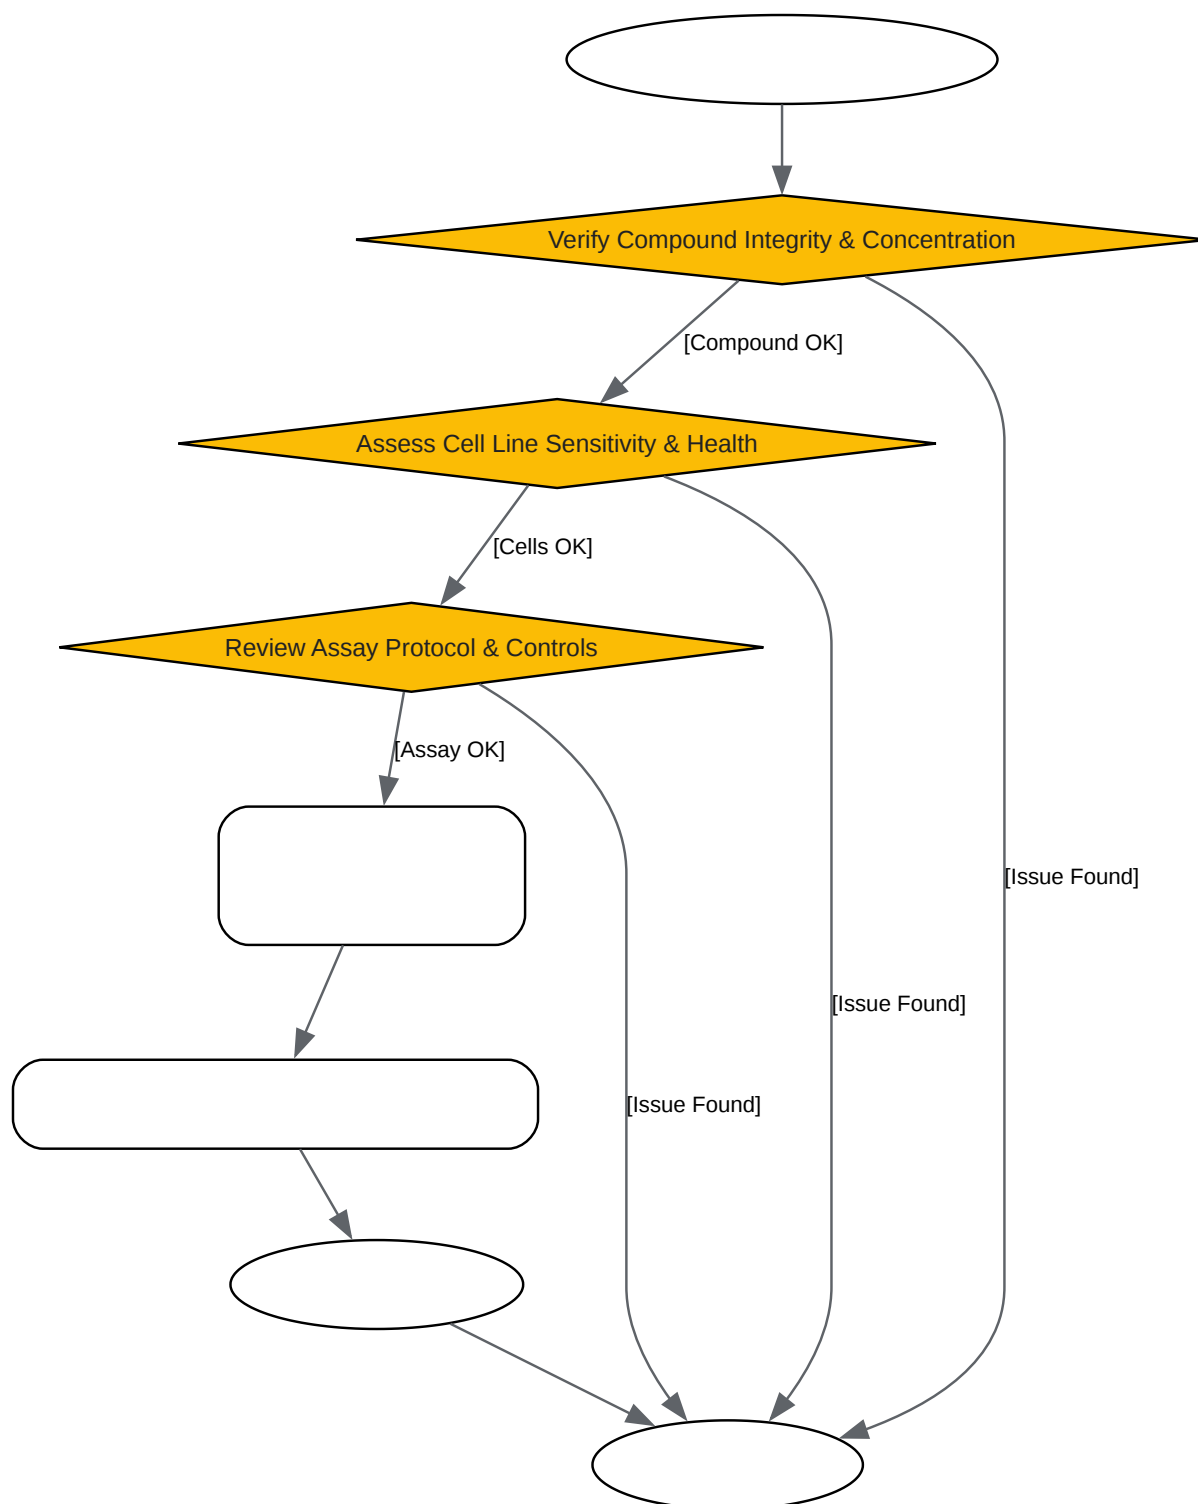 Verify Compound Integrity & Concentration
[Compound OK]
Assess Cell Line Sensitivity & Health
[Cells OK]
Review Assay Protocol & Controls
[Assay OK]
[Issue Found]
[Issue Found]
[Issue Found]